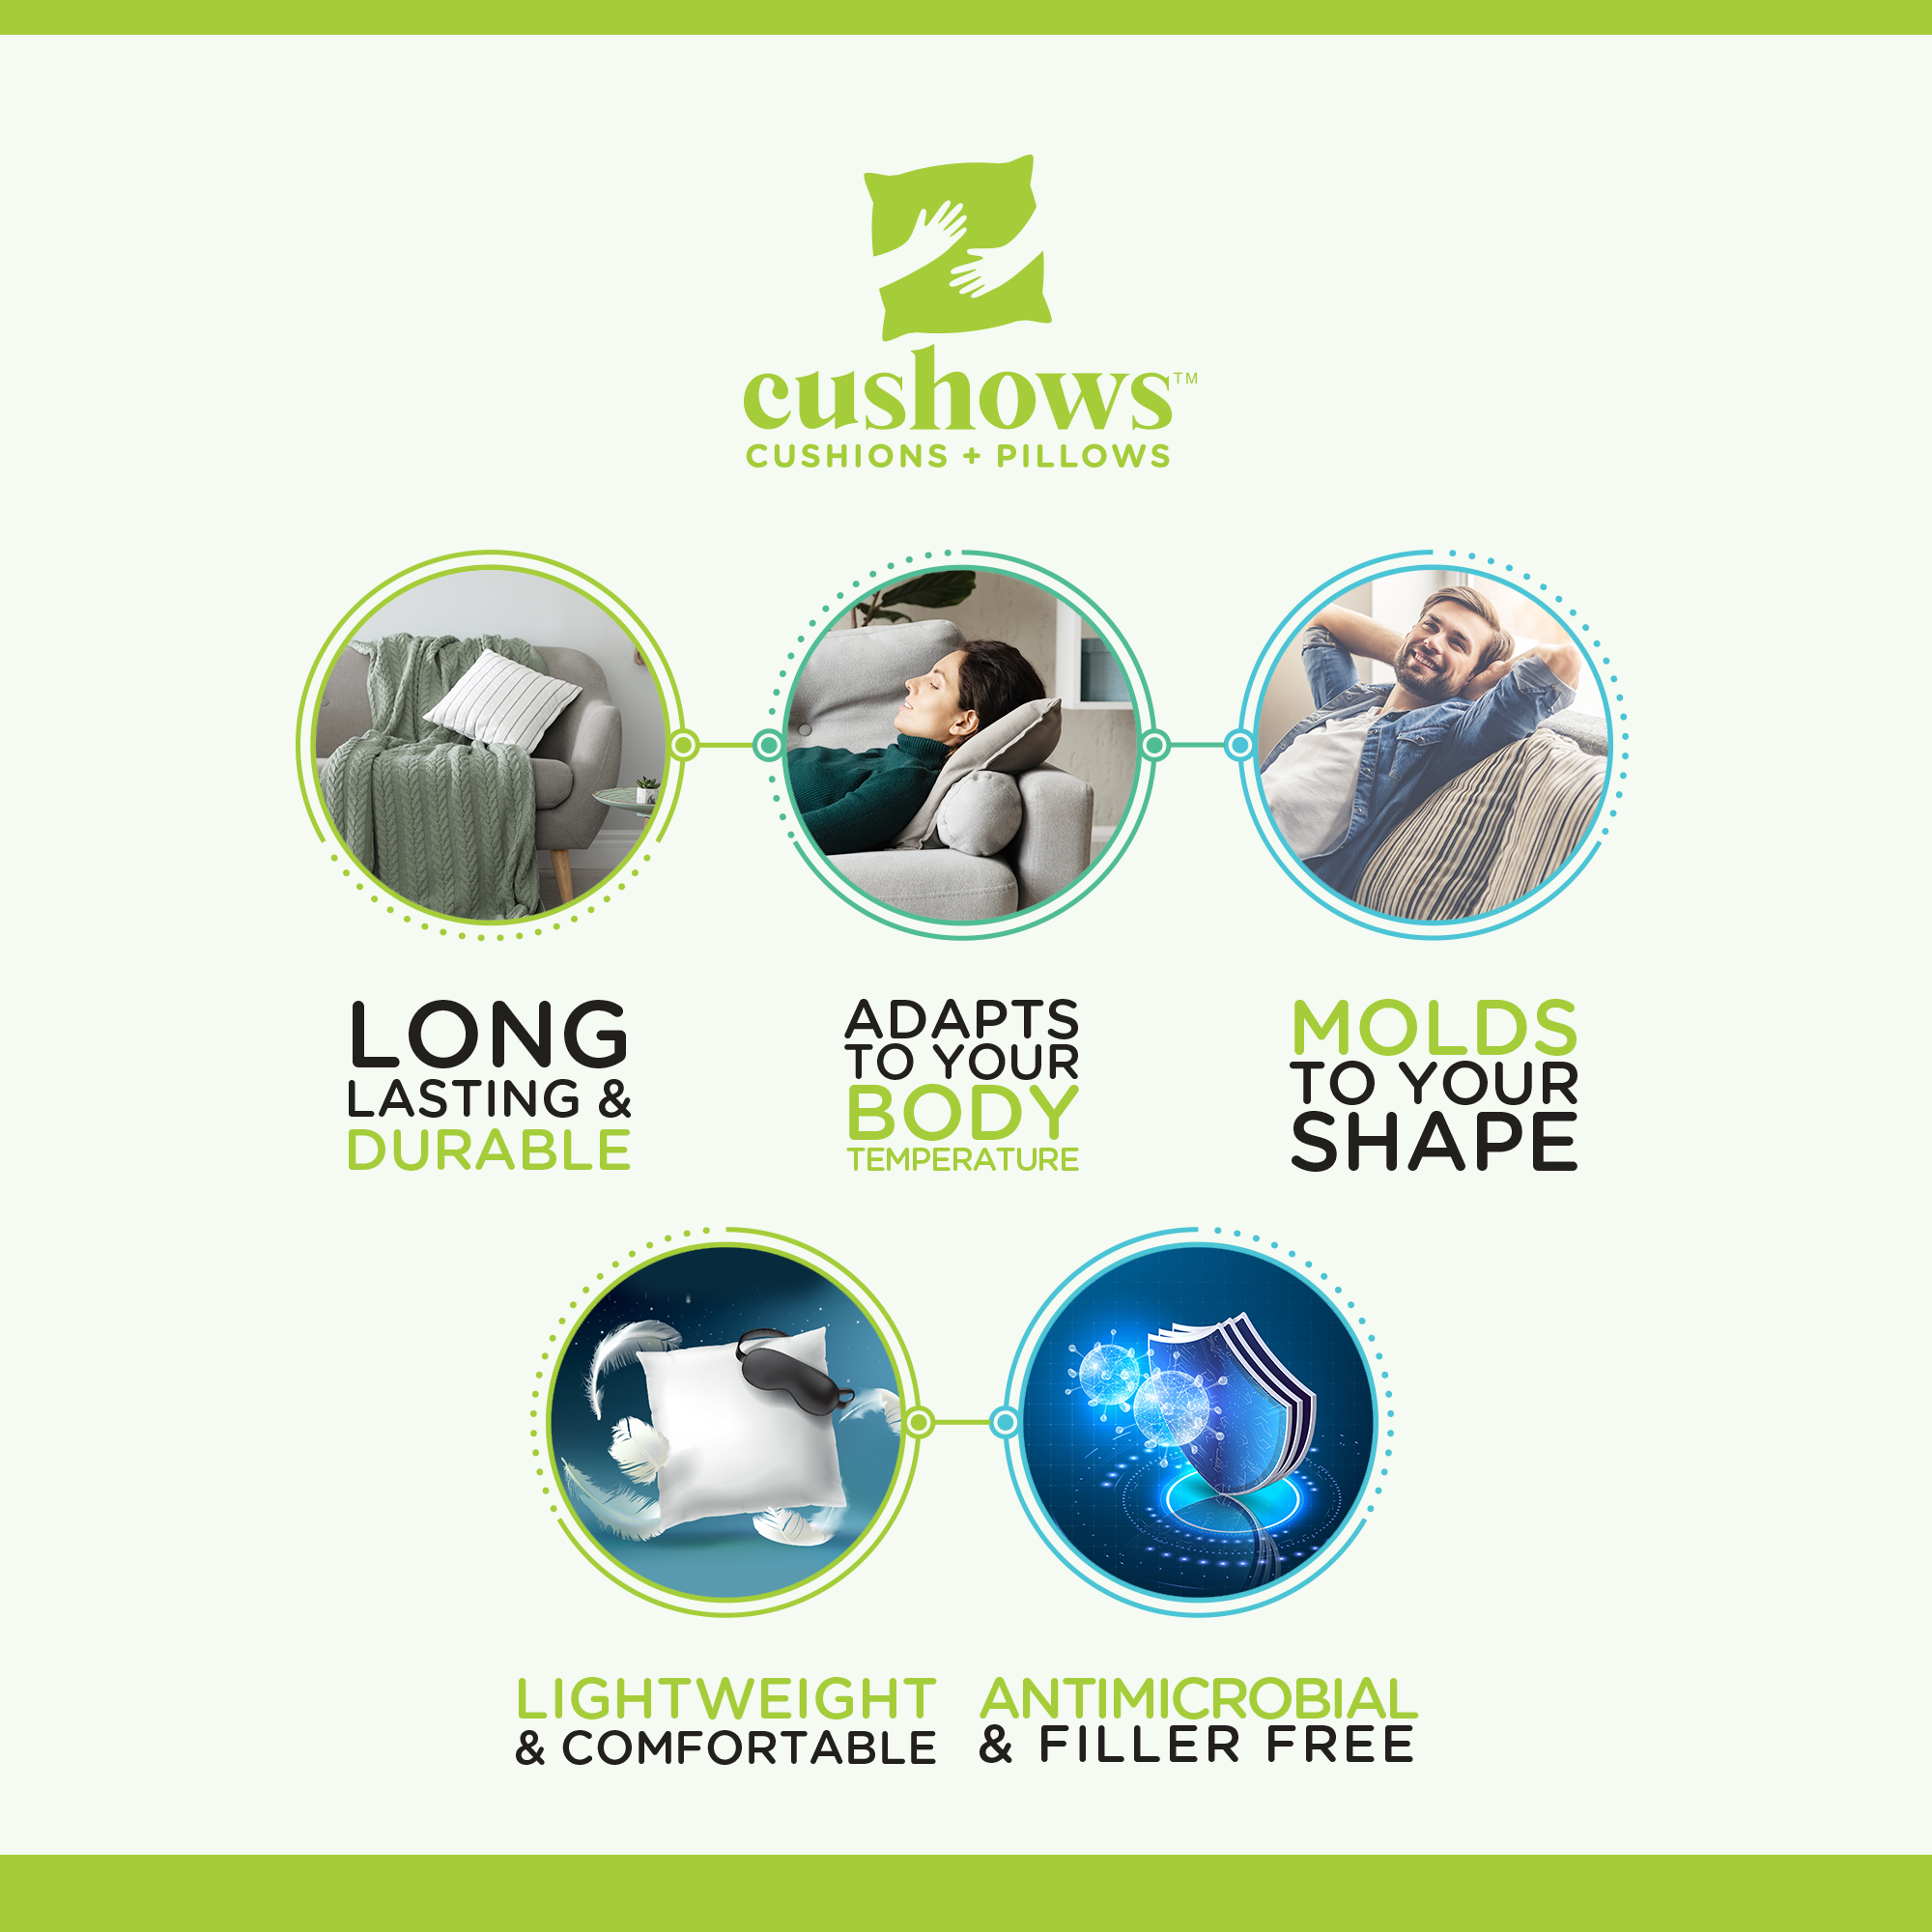 cushows™
CUSHIONS + PILLOWS
LONG
LASTING &
DURABLE
ADAPTS
TO YOUR
BODY
TEMPERATURE
MOLDS
TO YOUR
SHAPE
LIGHTWEIGHT
& COMFORTABLE
ANTIMICROBIAL
& FILLER FREE